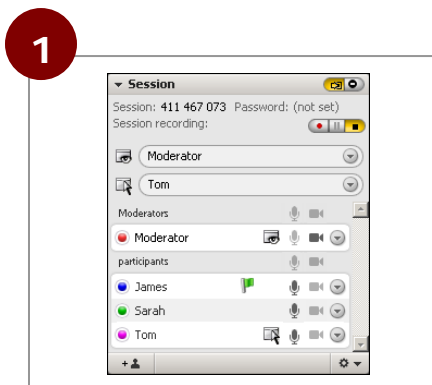 1
Session
Session: 411 467 073 Password: (not set)
Session recording:
Moderator
Tom
Moderators
Moderator
participants
James
Sarah
Tom